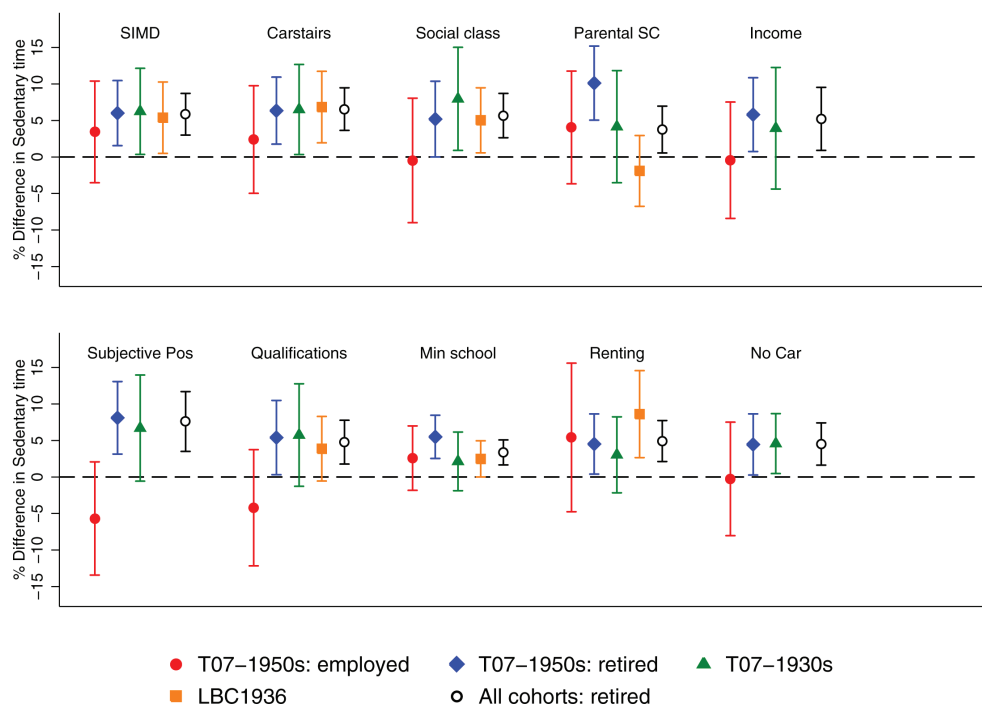 SIMD Carstairs Social class Parental SC Income
% Difference in Sedentary time
15
10
5
0
−5
−10
−15
Subjective Pos Qualifications Min school Renting No Car
% Difference in Sedentary time
15
10
5
0
−5
−10
−15
T07−1950s: employed T07−1950s: retired T07−1930s
LBC1936 All cohorts: retired